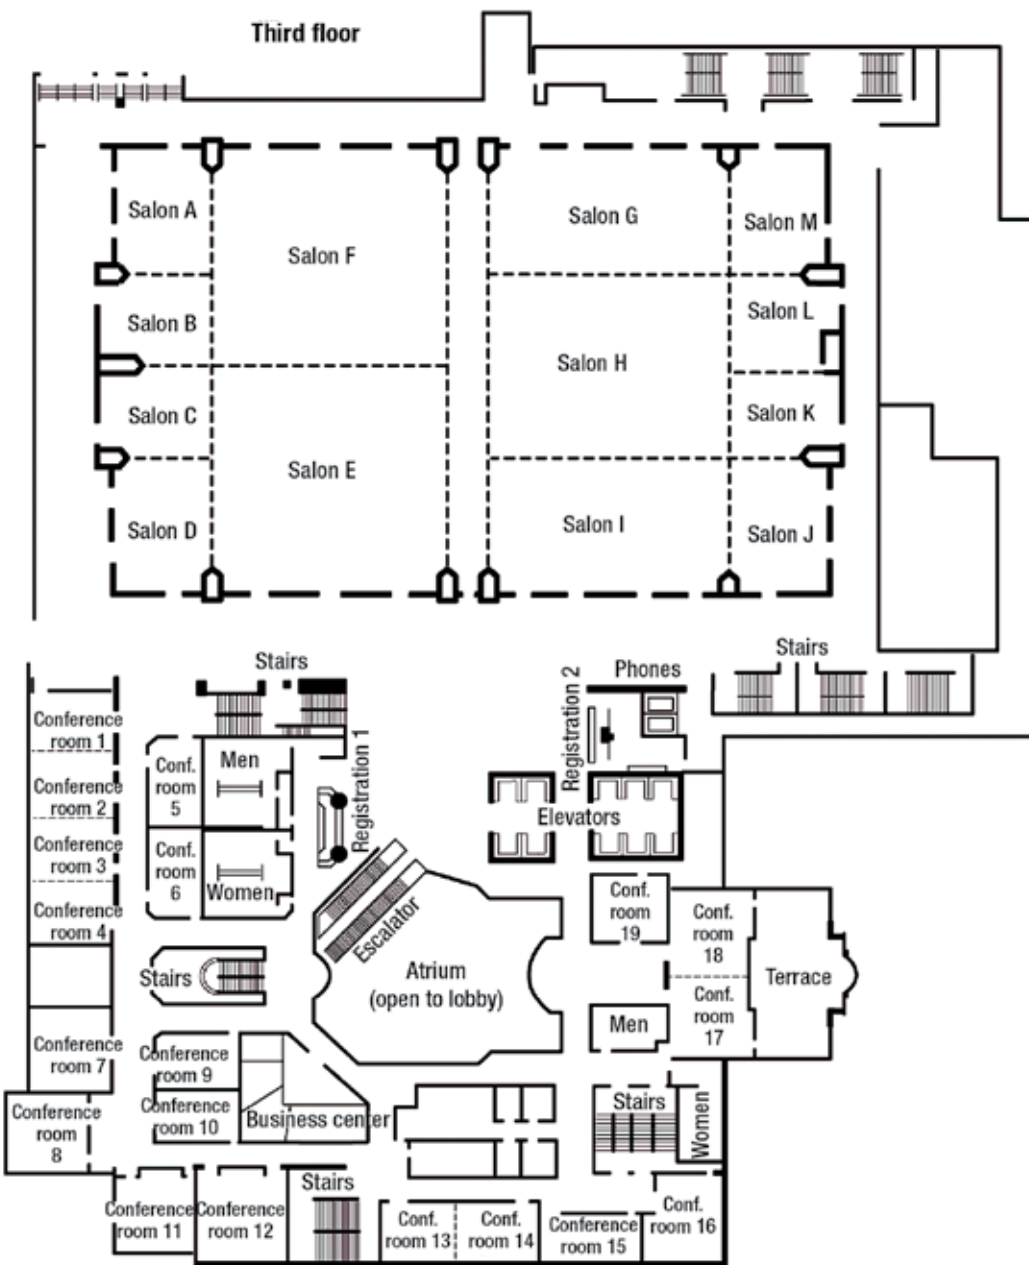 Third floor
Salon A
Salon G
Salon M
Salon F
Salon B
Salon L
Salon H
Salon C
Salon K
Salon E
Salon D
Salon I
Salon J
Stairs
Stairs
Phones
Registration 2
Registration 1
Conference
room 1
Men
Conf.
room
5
Conference
room 2
Elevators
Conference
room 3
Conf.
room
6
Women
Conference
room 4
Escalator
Conf.
room
19
Conf.
room
18
Stairs
Atrium
(open to lobby)
Terrace
Conf.
room
17
Men
Conference
room 7
Conference
room 9
Conference
room
8
Conference
room 10
Business center
Stairs
Women
Stairs
Conference
room 11
Conference
room 12
Conf.
room 13
Conf.
room 14
Conference
room 15
Conf.
room 16